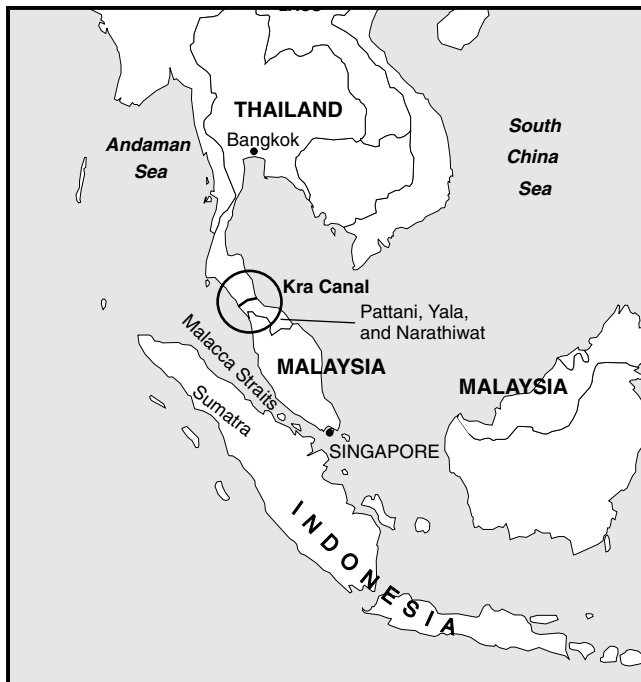 THAILAND
Bangkok
Andaman
Sea
South
China
Sea
Kra Canal
Pattani, Yala,
and Narathiwat
Malacca Straits
MALAYSIA
MALAYSIA
Sumatra
SINGAPORE
INDONESIA